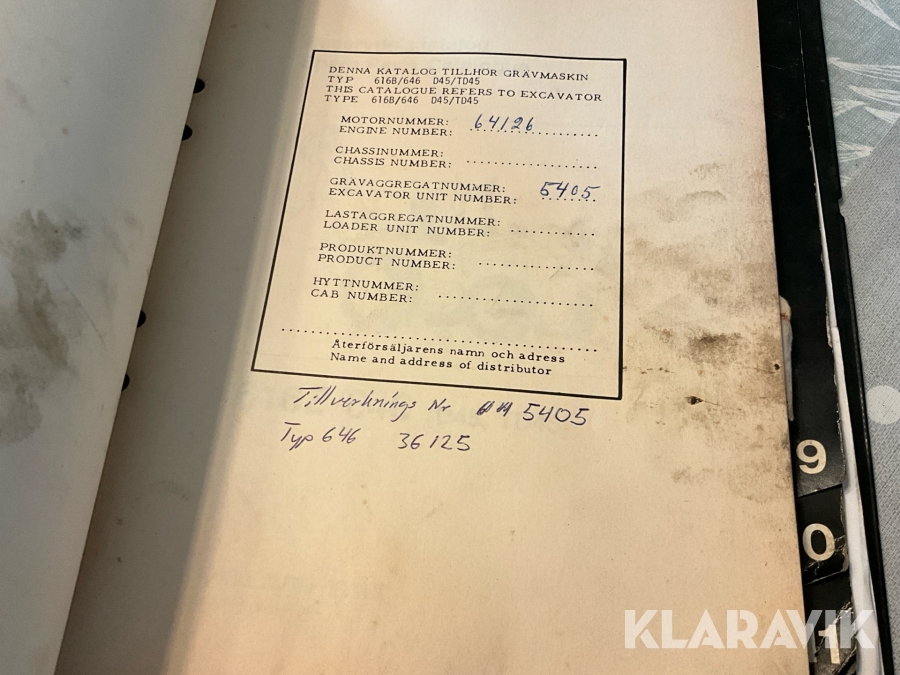 DENNA KATALOG TILLHÖR GRÄVMASKIN
TYP 616B/646 D45/TD45
THIS CATALOGUE REFERS TO EXCAVATOR
TYPE 616B/646 D45/TD45
MOTORNUMMER: 64126
ENGINE NUMBER:
CHASSINUMMER:
CHASSIS NUMBER:
GRÄVAGGREGATNUMMER: 5405
EXCAVATOR UNIT NUMBER:
LASTAGGREGATNUMMER:
LOADER UNIT NUMBER:
PRODUKTNUMMER:
PRODUCT NUMBER:
HYTTNUMMER:
CAB NUMBER:
Återförsäljarens namn och adress
Name and address of distributor
Tillverknings Nr 5405
Typ 646 36125
9
0
1
KLARAVIK